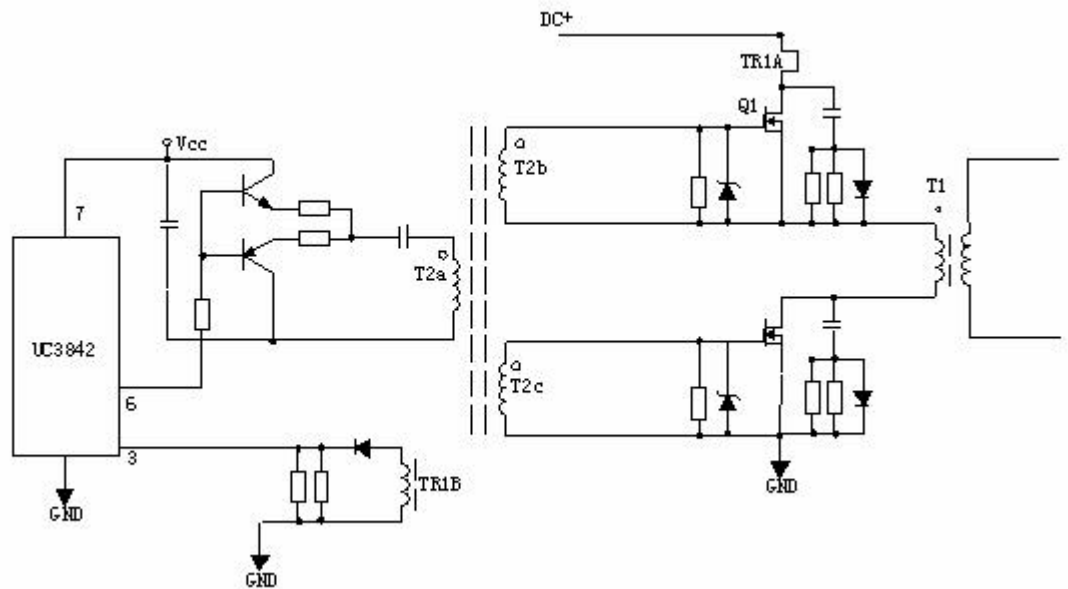 DC+
TR1A
Q1
Vcc
T2b
T1
7
T2a
UC3842
T2c
6
3
TR1B
GND
GND
GND